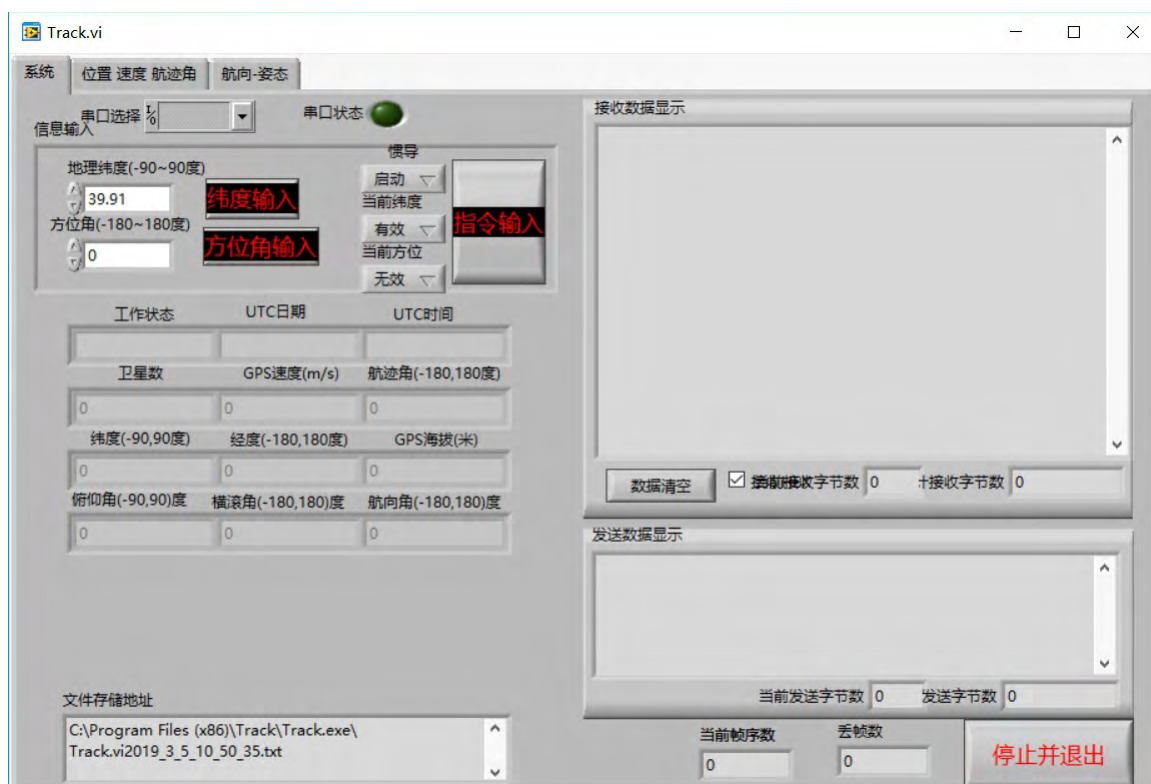 Track.vi
系统
位置 速度 航迹角
航向-姿态
串口选择
串口状态
信息输入
地理纬度(-90~90度)
39.91
纬度输入
方位角(-180~180度)
0
方位角输入
惯导
启动
当前纬度
有效
当前方位
无效
指令输入
工作状态 UTC日期 UTC时间
卫星数 GPS速度(m/s) 航迹角(-180,180度)
0 0 0
纬度(-90,90度) 经度(-180,180度) GPS海拔(米)
0 0 0
俯仰角(-90,90)度 横滚角(-180,180)度 航向角(-180,180)度
0 0 0
文件存储地址
C:\Program Files (x86)\Track\Track.exe\
Track.vi2019_3_5_10_50_35.txt
接收数据显示
数据清空
字节数 0
接收字节数 0
发送数据显示
当前发送字节数 0
发送字节数 0
当前帧序数
0
丢帧数
0
停止并退出